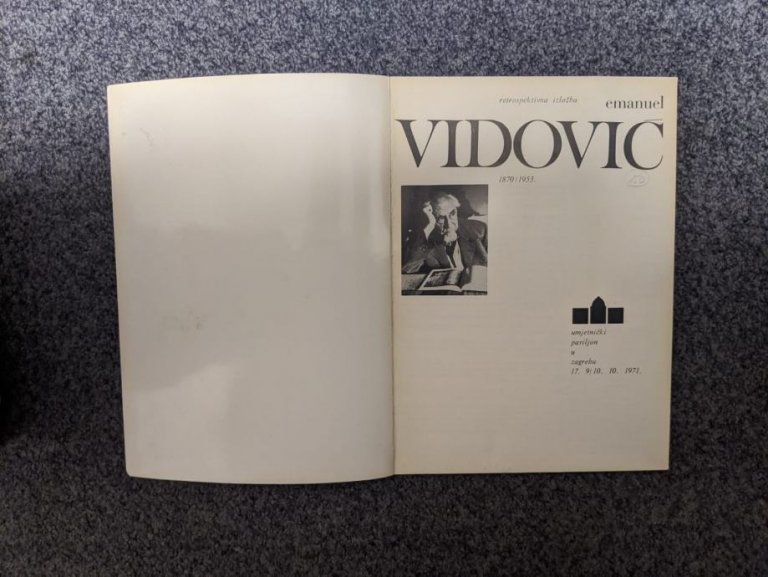 retrospektivna izložba
emanuel
VIDOVIĆ
1870/1953.
umjetnički
paviljon
u
zagrebu
17. 9/10. 10. 1971.